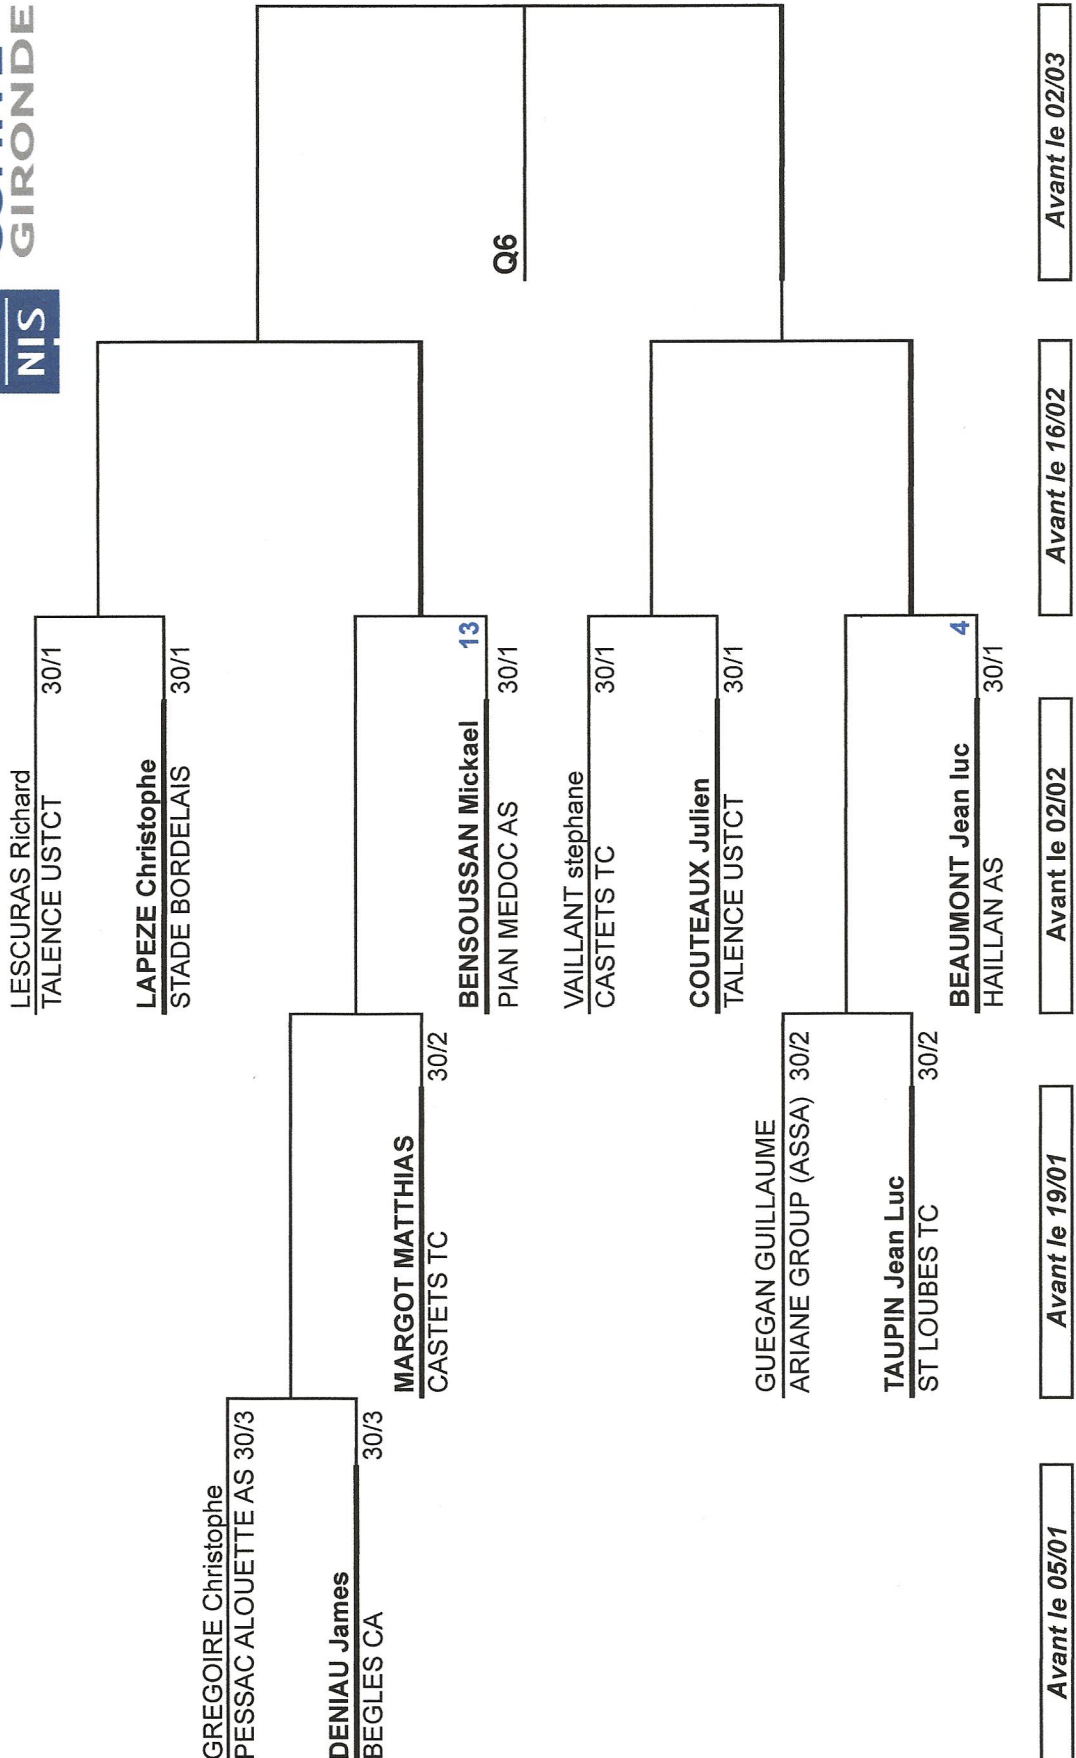 GIRONDE
NIS
GREGOIRE Christophe
PESSAC ALOUETTE AS 30/3
DENIAU James
30/3
BEGLES CA
MARGOT MATTHIAS
30/2
CASTETS TC
GUEGAN GUILLAUME
ARIANE GROUP (ASSA) 30/2
TAUPIN Jean Luc
30/2
ST LOUBES TC
LESCURAS Richard
30/1
TALENCE USTCT
LAPEZE Christophe
30/1
STADE BORDELAIS
BENSOUSSAN Mickael 13
30/1
PIAN MEDOC AS
VAILLANT stephane
30/1
CASTETS TC
COUTEAUX Julien
30/1
TALENCE USTCT
BEAUMONT Jean luc 4
30/1
HAILLAN AS
Q6
Avant le 05/01
Avant le 19/01
Avant le 02/02
Avant le 16/02
Avant le 02/03